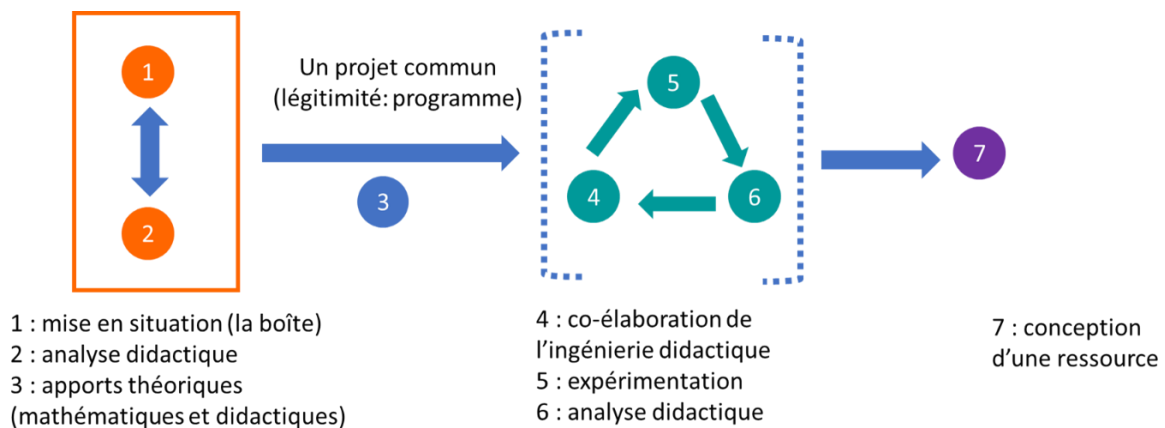 1
2
Un projet commun
(légitimité: programme)
3
5
4
6
7
1 : mise en situation (la boîte)
2 : analyse didactique
3 : apports théoriques
(mathématiques et didactiques)
4 : co-élaboration de
l’ingénierie didactique
5 : expérimentation
6 : analyse didactique
7 : conception
d’une ressource